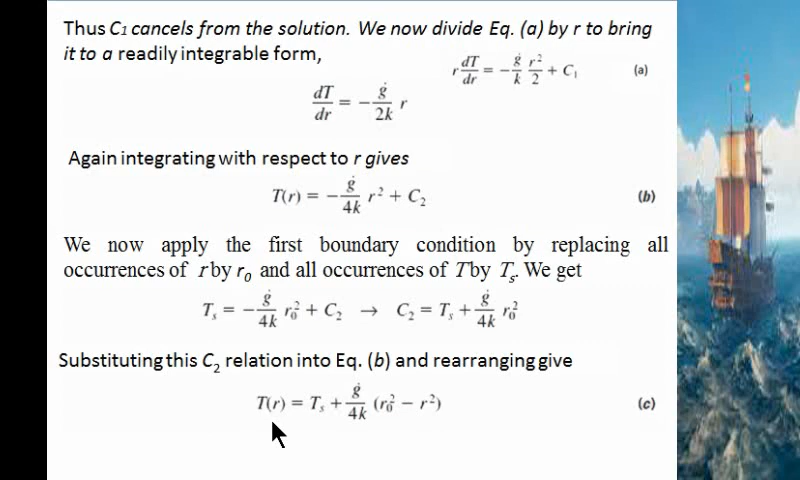 Thus C₁ cancels from the solution. We now divide Eq. (a) by r to bring
it to a readily integrable form,
r dT/dr = − ġ/k r²/2 + C₁ (a)
dT/dr = − ġ/2k r
Again integrating with respect to r gives
T(r) = − ġ/4k r² + C₂ (b)
We now apply the first boundary condition by replacing all
occurrences of r by r₀ and all occurrences of T by Tₛ. We get
Tₛ = − ġ/4k r₀² + C₂ → C₂ = Tₛ + ġ/4k r₀²
Substituting this C₂ relation into Eq. (b) and rearranging give
T(r) = Tₛ + ġ/4k (r₀² − r²) (c)